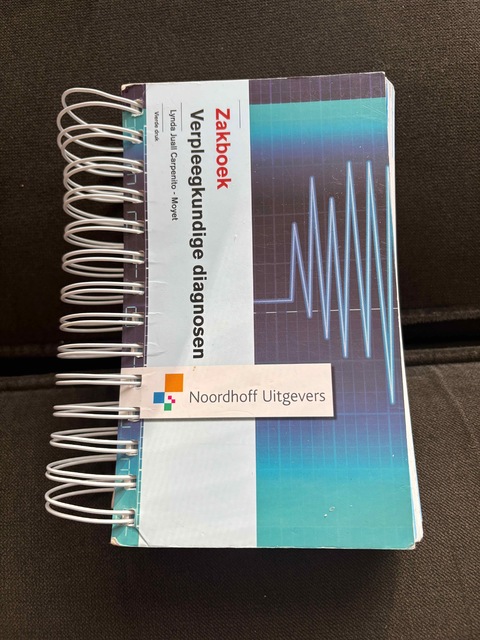 Zakboek
Verpleegkundige diagnosen
Lynda Juall Carpenito - Moyet
Vierde druk
Noordhoff Uitgevers